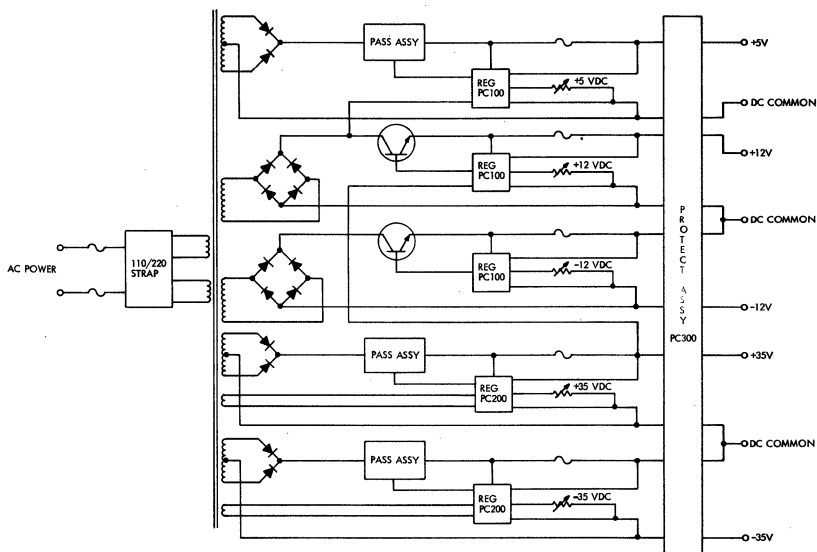 PASS ASSY
+5V
REG
PC100
+5 VDC
DC COMMON
+12V
REG
PC100
+12 VDC
DC COMMON
110/220
STRAP
AC POWER
REG
PC100
-12 VDC
PROTECT ASSY
PC300
-12V
PASS ASSY
+35V
REG
PC200
+35 VDC
DC COMMON
PASS ASSY
REG
PC200
-35 VDC
-35V